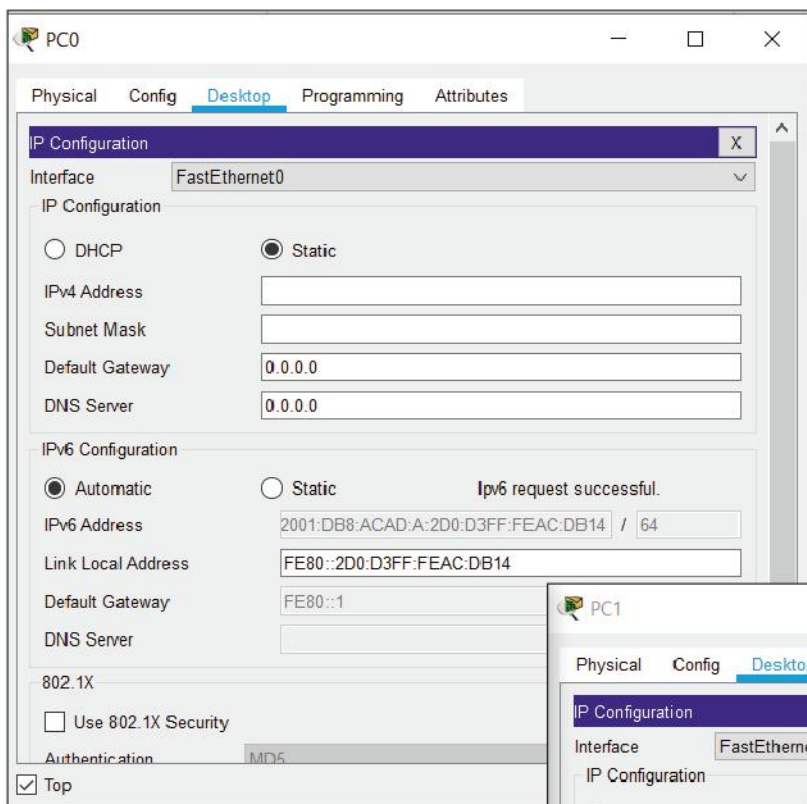 PC0
Physical Config Desktop Programming Attributes
IP Configuration X
Interface FastEthernet0
IP Configuration
DHCP Static
IPv4 Address
Subnet Mask
Default Gateway 0.0.0.0
DNS Server 0.0.0.0
IPv6 Configuration
Automatic Static Ipv6 request successful.
IPv6 Address 2001:DB8:ACAD:A:2D0:D3FF:FEAC:DB14 / 64
Link Local Address FE80::2D0:D3FF:FEAC:DB14
Default Gateway FE80::1
DNS Server
802.1X
Use 802.1X Security
Authentication MD5
Top
PC1
Physical Config Deskto
IP Configuration
Interface FastEtherne
IP Configuration